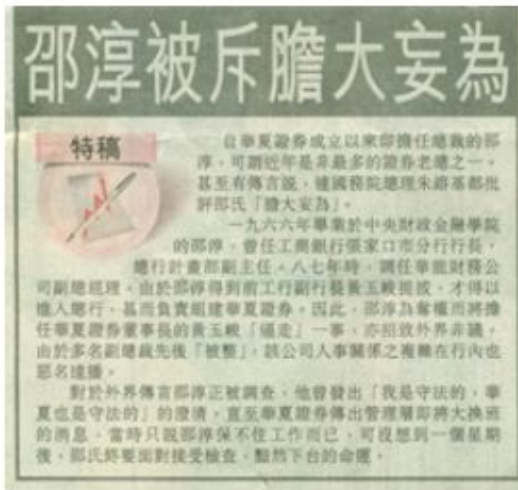 邵淳被斥膽大妄為
特稿
自華夏證券成立以來即擔任總裁的邵
淳，可謂近年是非最多的證券老總之一。
甚至有傳言說，連國務院總理朱鎔基都批
評邵氏「膽大妄為」。
一九六六年畢業於中央財政金融學院
的邵淳，曾任工商銀行張家口市分行行長，
總行計畫部副主任。八七年時，調任華能財務公
司副總經理。由於邵淳得到前工行副行長黃玉峻提拔，才得以
進入總行，甚而負責組建華夏證券。因此，邵淳為奪權而將擔
任華夏證券董事長的黃玉峻「逼走」一事，亦招致外界非議。
由於多名副總裁先後「被整」，該公司人事關係之複雜在行內也
惡名遠播。
對於外界傳言邵淳正被調查，他曾發出「我是守法的，華
夏也是守法的」的澄清。直至華夏證券傳出管理層即將大換班
的消息，當時只說邵淳保不住工作而已，可沒想到一個星期
後，邵氏終要面對接受檢查，黯然下台的命運。